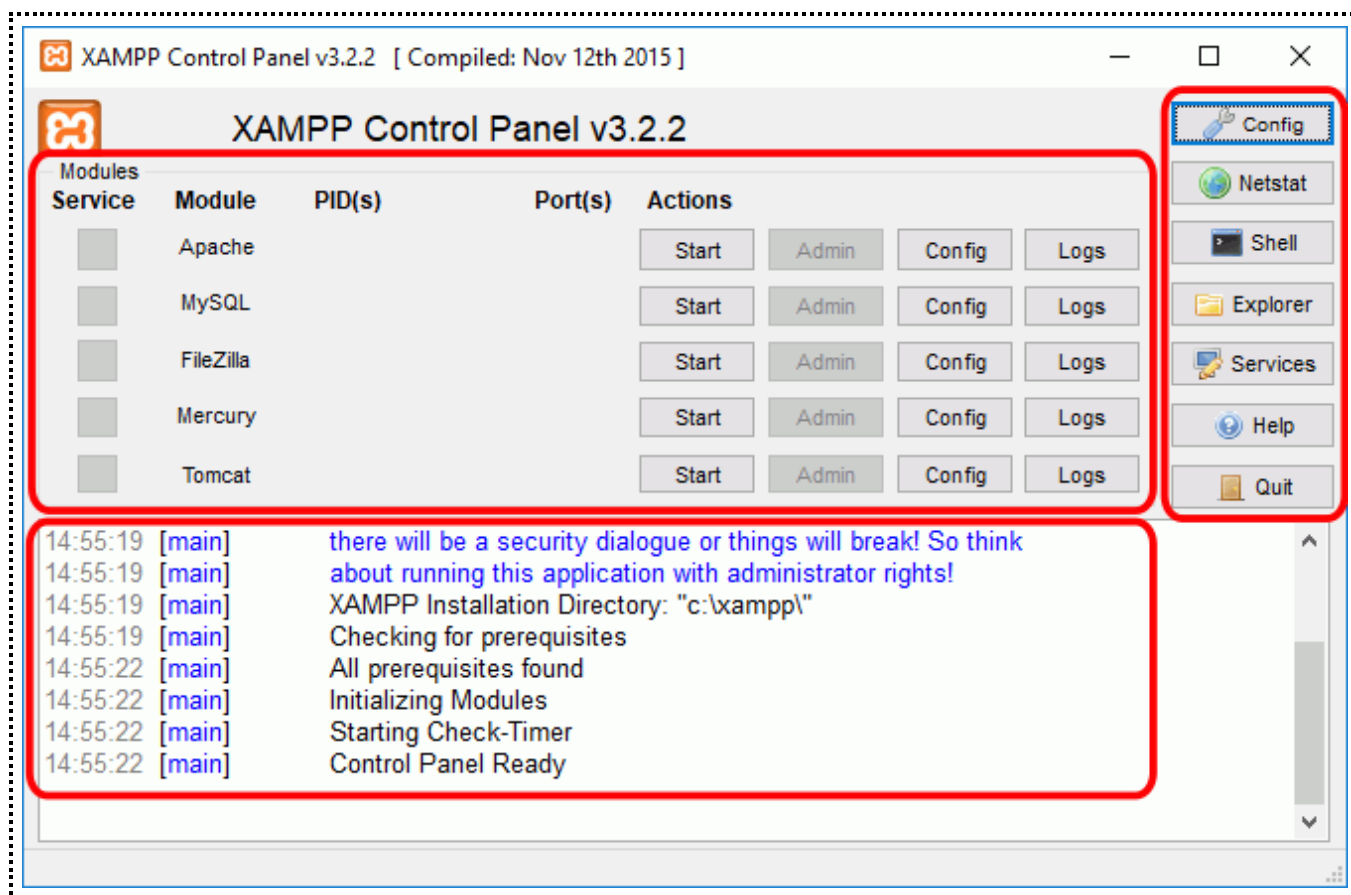 XAMPP Control Panel v3.2.2 [ Compiled: Nov 12th 2015 ]
XAMPP Control Panel v3.2.2
Config
Modules
Netstat
Service Module PID(s) Port(s) Actions
Apache Start Admin Config Logs
Shell
MySQL Start Admin Config Logs
Explorer
FileZilla Start Admin Config Logs
Services
Mercury Start Admin Config Logs
Help
Tomcat Start Admin Config Logs
Quit
14:55:19 [main] there will be a security dialogue or things will break! So think
14:55:19 [main] about running this application with administrator rights!
14:55:19 [main] XAMPP Installation Directory: "c:\xampp\"
14:55:19 [main] Checking for prerequisites
14:55:22 [main] All prerequisites found
14:55:22 [main] Initializing Modules
14:55:22 [main] Starting Check-Timer
14:55:22 [main] Control Panel Ready